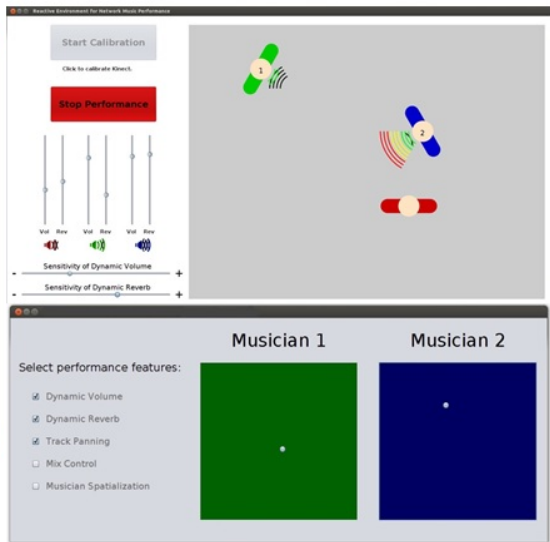 Reactive Environment for Network Music Performance
Start Calibration
Click to calibrate Kinect.
Stop Performance
Vol Rev Vol Rev Vol Rev
Sensitivity of Dynamic Volume
- +
Sensitivity of Dynamic Reverb
- +
1
2
Musician 1 Musician 2
Select performance features:
Dynamic Volume
Dynamic Reverb
Track Panning
Mix Control
Musician Spatialization